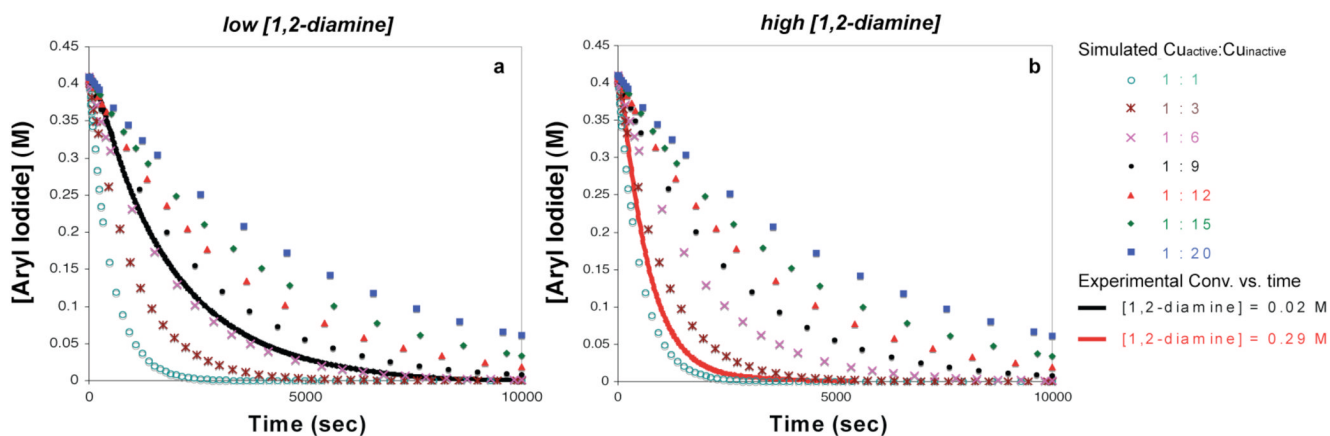 low [1,2-diamine]
a
[Aryl Iodide] (M)
0.45
0.4
0.35
0.3
0.25
0.2
0.15
0.1
0.05
0
0
5000
10000
Time (sec)
high [1,2-diamine]
b
[Aryl Iodide] (M)
0.45
0.4
0.35
0.3
0.25
0.2
0.15
0.1
0.05
0
0
5000
10000
Time (sec)
Simulated Cuactive:Cuinactive
1 : 1
1 : 3
1 : 6
1 : 9
1 : 12
1 : 15
1 : 20
Experimental Conv. vs. time
[1,2-diamine] = 0.02 M
[1,2-diamine] = 0.29 M